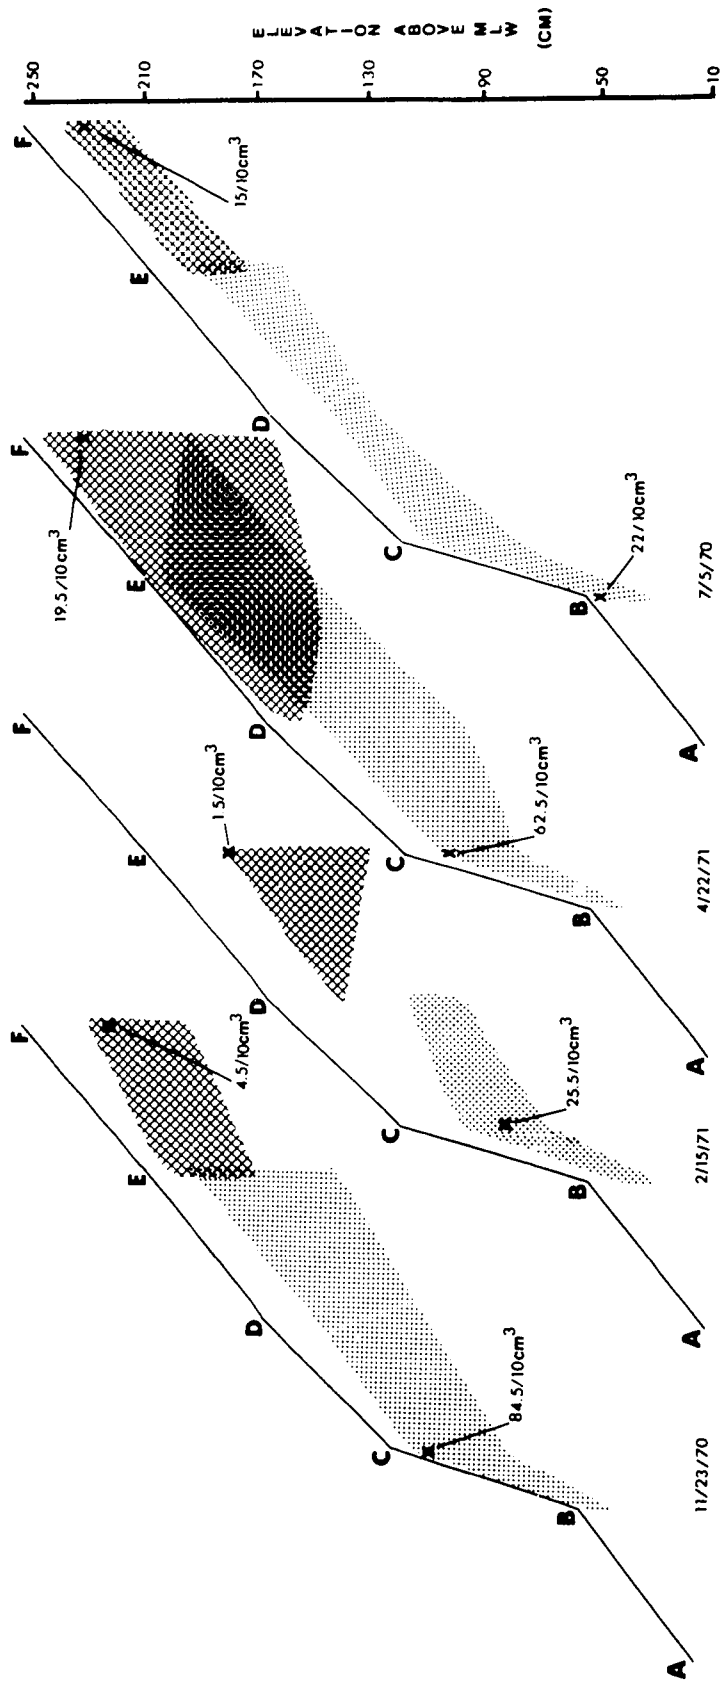 ELEVATION ABOVE MLW
(CM)
250
210
170
130
90
50
10
F
E
D
C
B
A
15/10cm³
22/10cm³
7/5/70
F
E
D
C
B
A
19.5/10cm³
62.5/10cm³
4/22/71
F
E
D
C
B
A
15/10cm³
25.5/10cm³
2/15/71
F
E
D
C
B
A
4.5/10cm³
84.5/10cm³
11/23/70